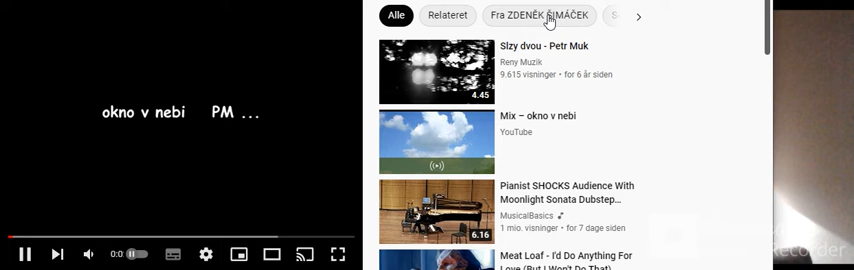 okno v nebi PM ...
Alle
Relateret
Fra ZDENĚK ŠIMÁČEK
Slzy dvou - Petr Muk
Reny Muzik
9.615 visninger • for 6 år siden
4.45
Mix – okno v nebi
YouTube
Pianist SHOCKS Audience With
Moonlight Sonata Dubstep...
MusicalBasics
1 mio. visninger • for 7 dage siden
6.16
Meat Loaf - I'd Do Anything For
Love (But I Won't Do That)
0:0
Recorder